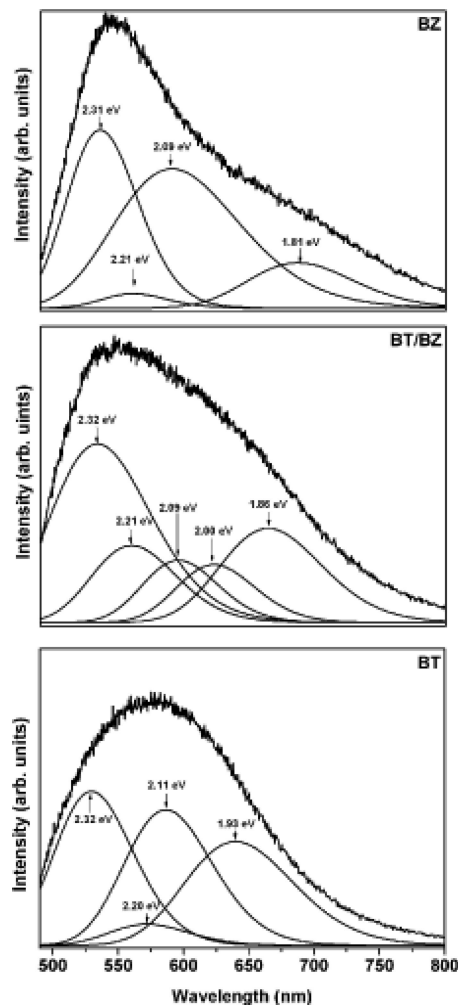 BZ
Intensity (arb. units)
2.31 eV
2.09 eV
2.21 eV
1.81 eV
BT/BZ
Intensity (arb. uints)
2.32 eV
2.21 eV
2.09 eV
2.00 eV
1.86 eV
BT
Intensity (arb. units)
2.32 eV
2.11 eV
1.93 eV
2.20 eV
500 550 600 650 700 750 800
Wavelength (nm)